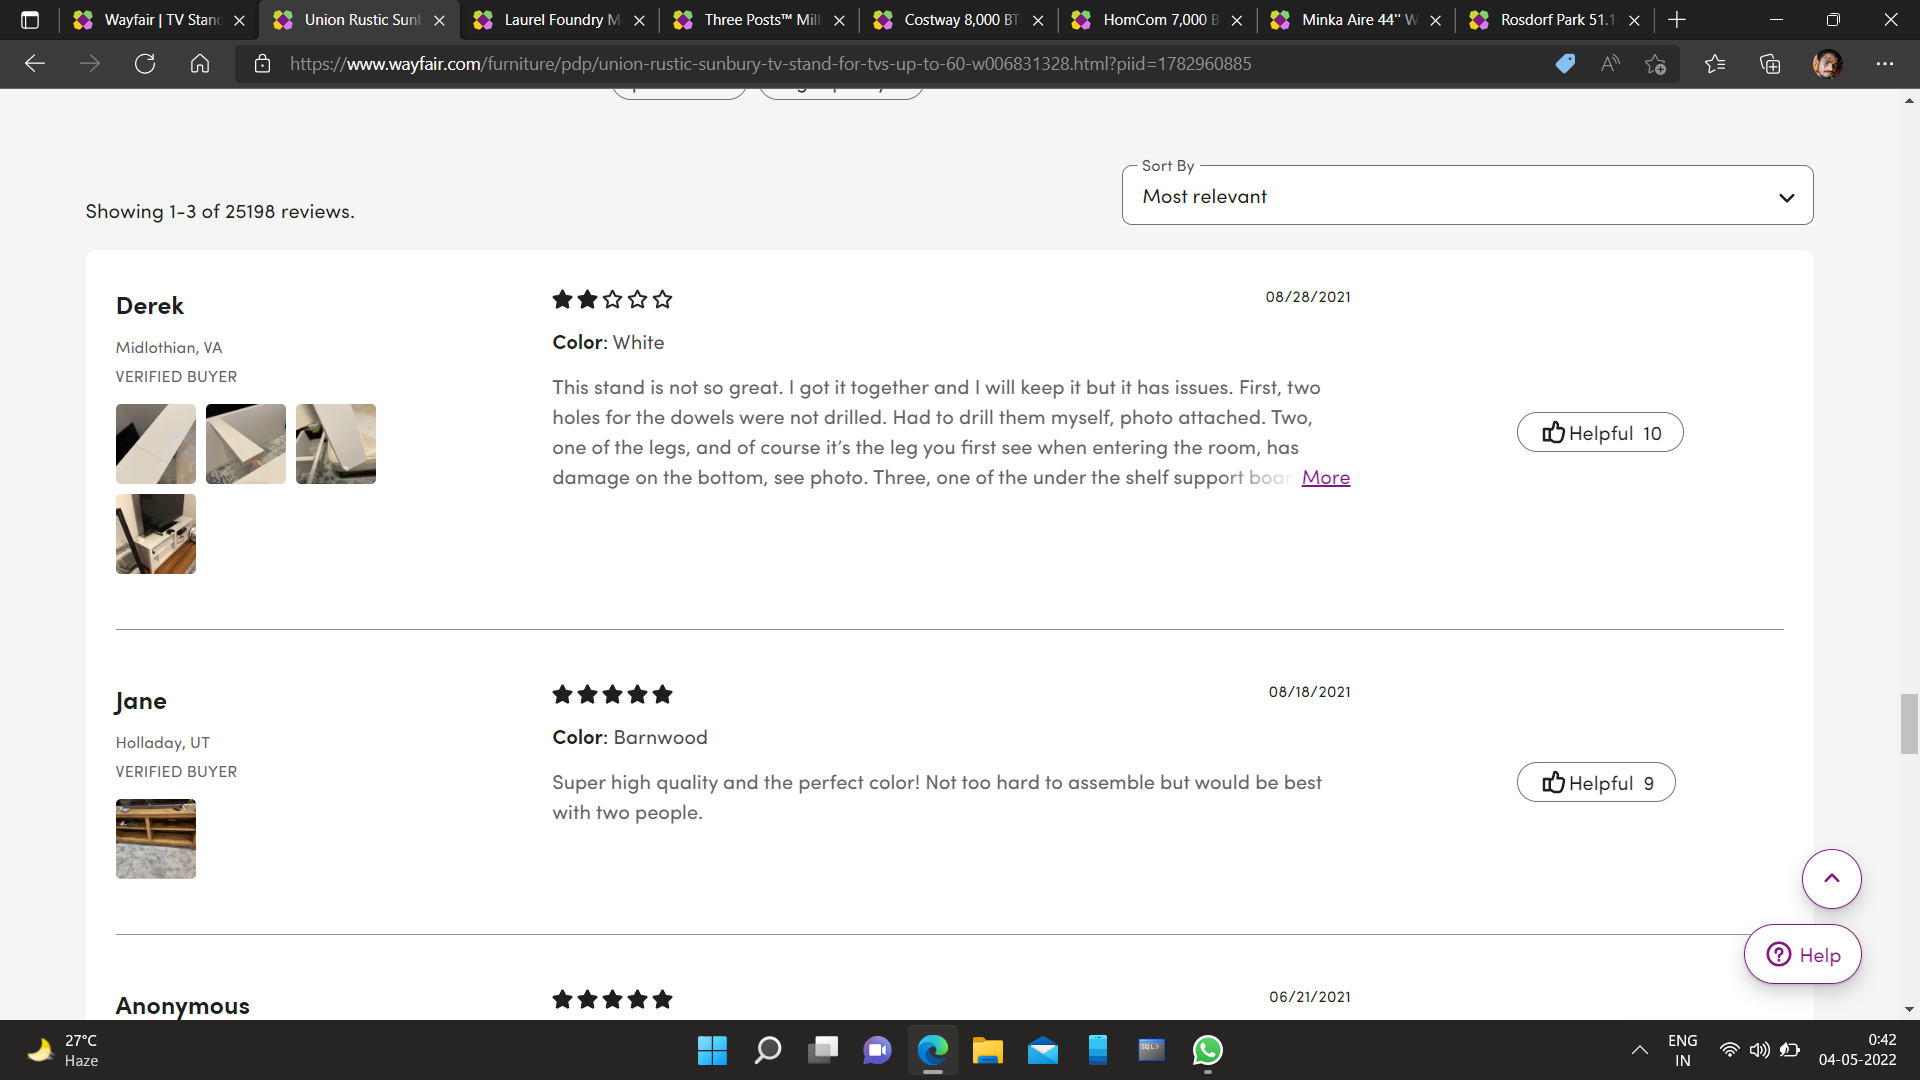 Wayfair | TV Stan
Union Rustic Sun
Laurel Foundry M
Three Posts™ Mill
Costway 8,000 BT
HomCom 7,000 B
Minka Aire 44'' W
Rosdorf Park 51.1
https://www.wayfair.com/furniture/pdp/union-rustic-sunbury-tv-stand-for-tvs-up-to-60-w006831328.html?piid=1782960885
Sort By
Most relevant
Showing 1-3 of 25198 reviews.
Derek
Midlothian, VA
VERIFIED BUYER
08/28/2021
Color: White
This stand is not so great. I got it together and I will keep it but it has issues. First, two
holes for the dowels were not drilled. Had to drill them myself, photo attached. Two,
one of the legs, and of course it’s the leg you first see when entering the room, has
damage on the bottom, see photo. Three, one of the under the shelf support boar More
Helpful 10
Jane
Holladay, UT
VERIFIED BUYER
08/18/2021
Color: Barnwood
Super high quality and the perfect color! Not too hard to assemble but would be best
with two people.
Helpful 9
Anonymous
06/21/2021
Help
27°C
Haze
SQL>
ENG
IN
0:42
04-05-2022